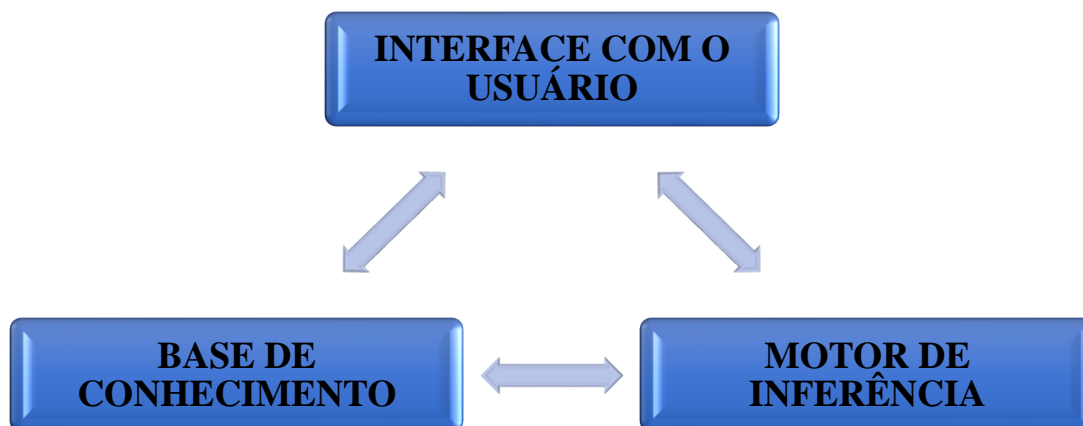 INTERFACE COM O
USUÁRIO
BASE DE
CONHECIMENTO
MOTOR DE
INFERÊNCIA